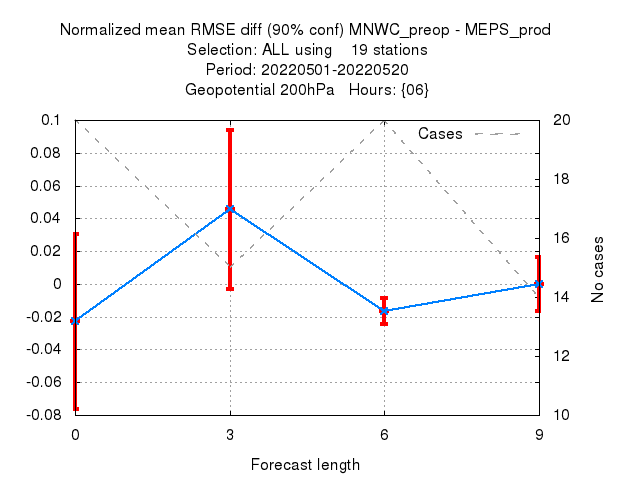 Normalized mean RMSE diff (90% conf) MNWC_preop - MEPS_prod
Selection: ALL using 19 stations
Period: 20220501-20220520
Geopotential 200hPa Hours: {06}
0.1
0.08
0.06
0.04
0.02
0
-0.02
-0.04
-0.06
-0.08
Cases
20
18
16
14
12
10
No cases
0 3 6 9
Forecast length